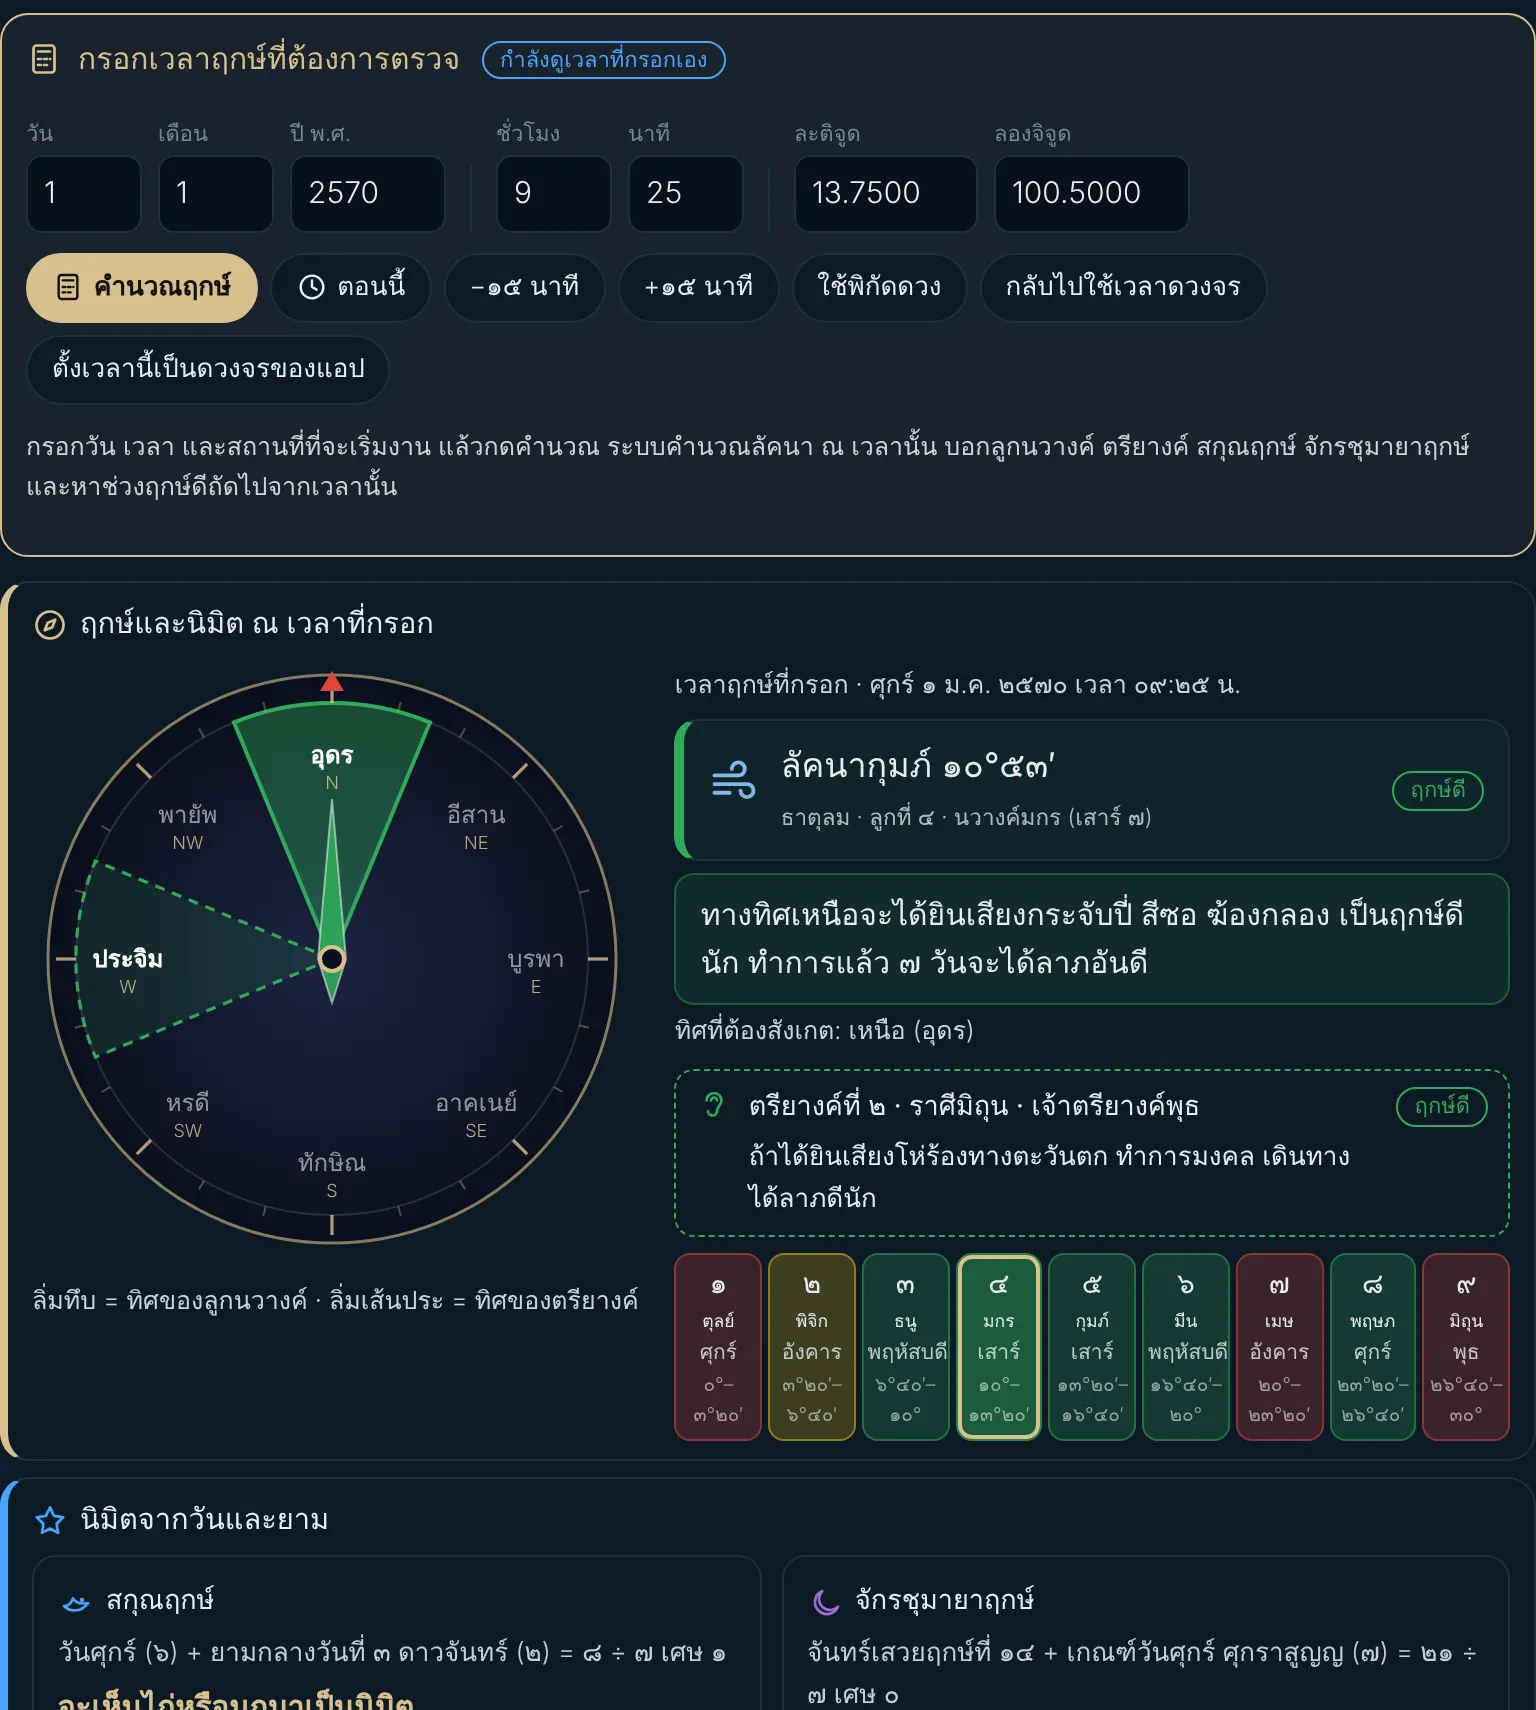 กรอกเวลาฤกษ์ที่ต้องการตรวจ
กำลังดูเวลาที่กรอกเอง
วัน
เดือน
ปี พ.ศ.
ชั่วโมง
นาที
ละติจูด
ลองจิจูด
1
1
2570
9
25
13.7500
100.5000
คำนวณฤกษ์
ตอนนี้
−๑๕ นาที
+๑๕ นาที
ใช้พิกัดดวง
กลับไปใช้เวลาดวงจร
ตั้งเวลานี้เป็นดวงจรของแอป
กรอกวัน เวลา และสถานที่ที่จะเริ่มงาน แล้วกดคำนวณ ระบบคำนวณลัคนา ณ เวลานั้น บอกลูกนวางค์ ตรียางค์ สกุณฤกษ์ จักรชุมายาฤกษ์
และหาช่วงฤกษ์ดีถัดไปจากเวลานั้น
ฤกษ์และนิมิต ณ เวลาที่กรอก
อุดร
N
พายัพ
NW
อีสาน
NE
ประจิม
W
บูรพา
E
หรดี
SW
อาคเนย์
SE
ทักษิณ
S
ลิ่มทึบ = ทิศของลูกนวางค์ · ลิ่มเส้นประ = ทิศของตรียางค์
เวลาฤกษ์ที่กรอก · ศุกร์ ๑ ม.ค. ๒๕๗๐ เวลา ๐๙:๒๕ น.
ลัคนากุมภ์ ๑๐°๕๓′
ธาตุลม · ลูกที่ ๔ · นวางค์มกร (เสาร์ ๗)
ฤกษ์ดี
ทางทิศเหนือจะได้ยินเสียงกระจับปี่ สีซอ ฆ้องกลอง เป็นฤกษ์ดี
นัก ทำการแล้ว ๗ วันจะได้ลาภอันดี
ทิศที่ต้องสังเกต: เหนือ (อุดร)
ตรียางค์ที่ ๒ · ราศีมิถุน · เจ้าตรียางค์พุธ
ฤกษ์ดี
ถ้าได้ยินเสียงโห่ร้องทางตะวันตก ทำการมงคล เดินทาง
ได้ลาภดีนัก
๑
ตุลย์
ศุกร์
๐°–
๓°๒๐′
๒
พิจิก
อังคาร
๓°๒๐′–
๖°๔๐′
๓
ธนู
พฤหัสบดี
๖°๔๐′–
๑๐°
๔
มกร
เสาร์
๑๐°–
๑๓°๒๐′
๕
กุมภ์
เสาร์
๑๓°๒๐′–
๑๖°๔๐′
๖
มีน
พฤหัสบดี
๑๖°๔๐′–
๒๐°
๗
เมษ
อังคาร
๒๐°–
๒๓°๒๐′
๘
พฤษภ
ศุกร์
๒๓°๒๐′–
๒๖°๔๐′
๙
มิถุน
พุธ
๒๖°๔๐′–
๓๐°
นิมิตจากวันและยาม
สกุณฤกษ์
วันศุกร์ (๖) + ยามกลางวันที่ ๓ ดาวจันทร์ (๒) = ๘ ÷ ๗ เศษ ๑
จะเห็นไก่หรือนกมาเป็นนิมิต
จักรชุมายาฤกษ์
จันทร์เสวยฤกษ์ที่ ๑๔ + เกณฑ์วันศุกร์ ศุกราสูญญ (๗) = ๒๑ ÷
๗ เศษ ๐